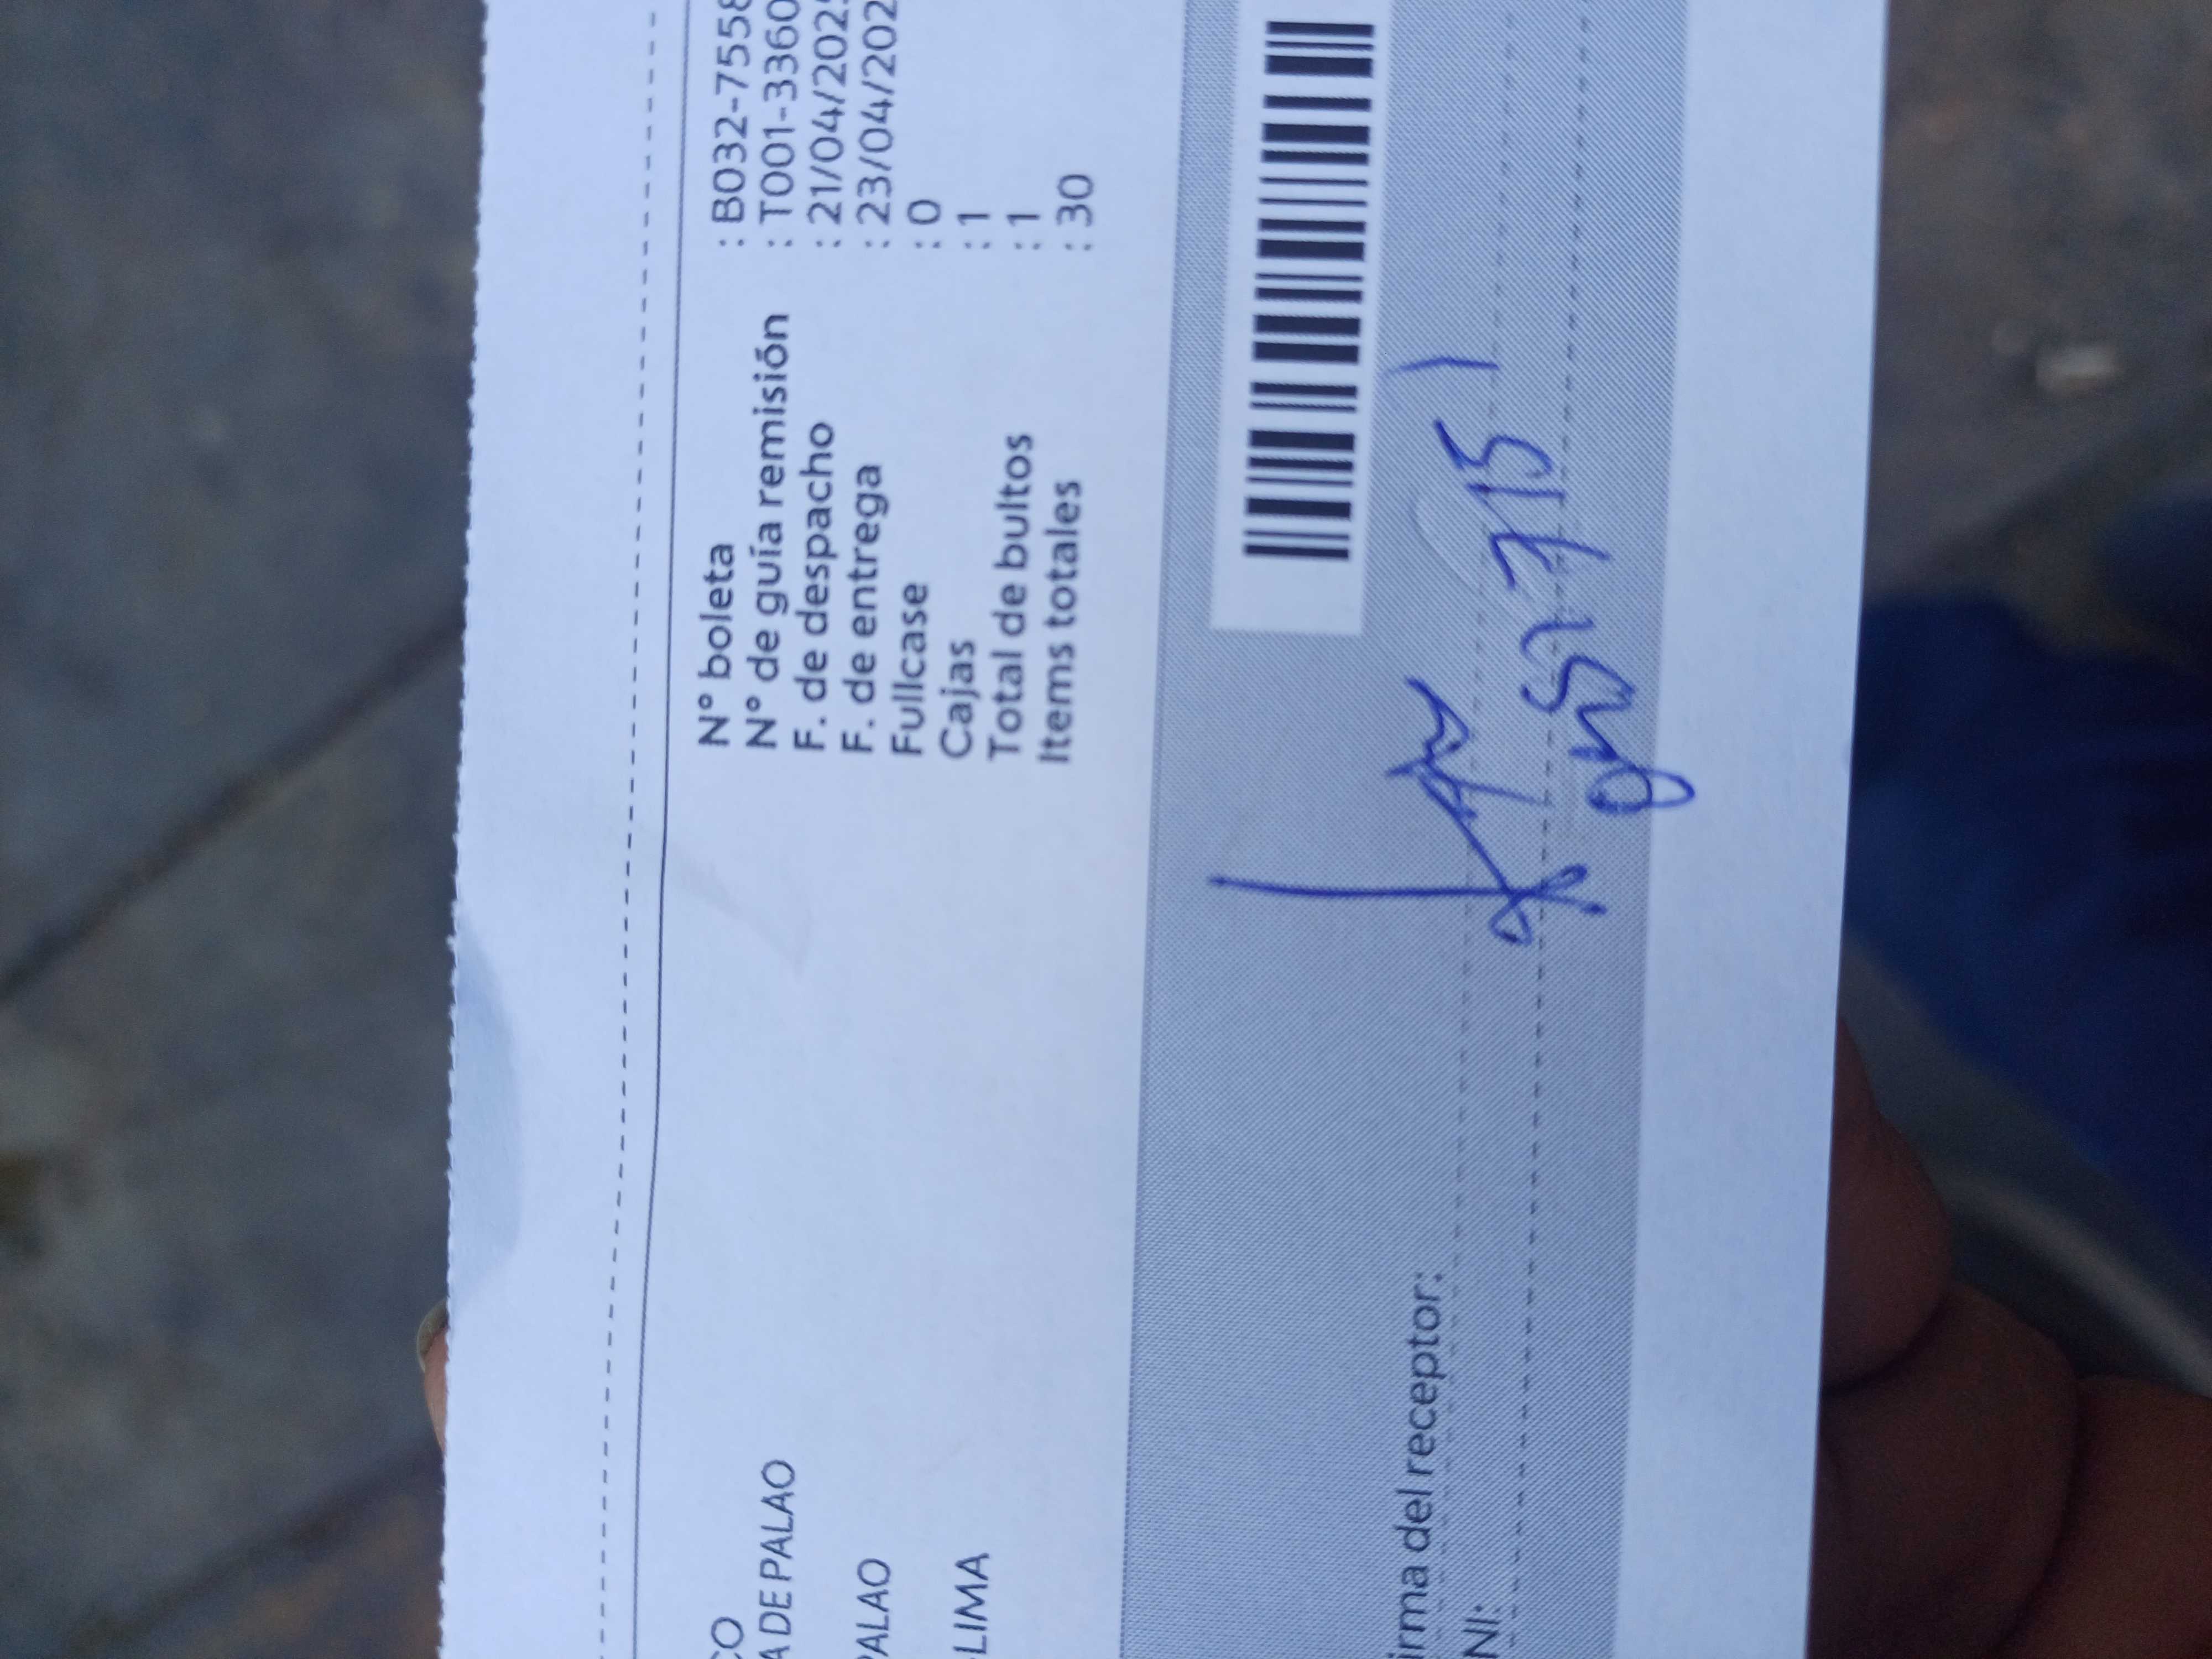 CO
A DE PALAO
PALAO
LIMA
N° boleta : B032-7558
N° de guía remisión : T001-3360
F. de despacho : 21/04/202
F. de entrega : 23/04/202
Fullcase : 0
Cajas : 1
Total de bultos : 1
Items totales : 30
irma del receptor:
NI: